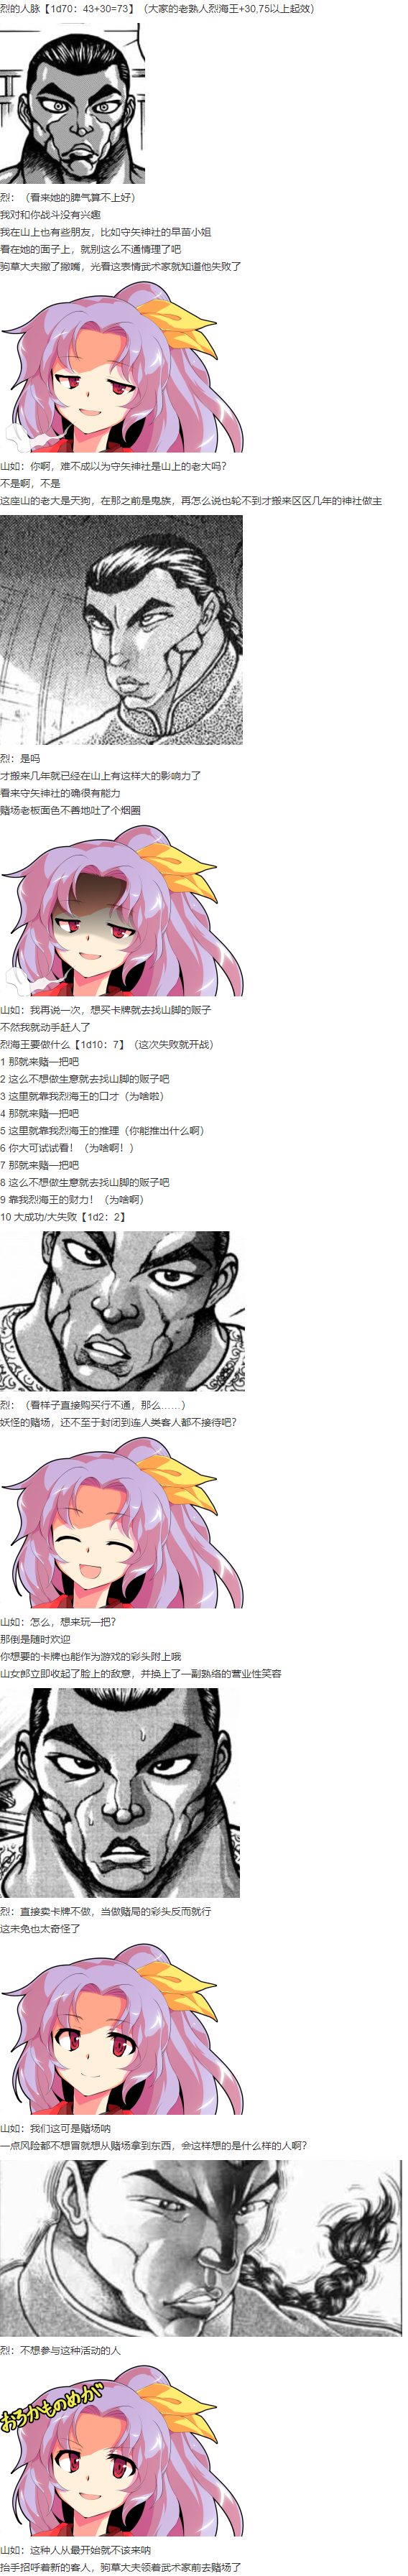 烈的人脉【1d70：43+30=73】（大家的老熟人烈海王+30,75以上起效）
烈：（看来她的脾气算不上好）
我对和你战斗没有兴趣
我在山上也有些朋友，比如守矢神社的早苗小姐
看在她的面子上，就别这么不通情理了吧
驹草大夫撇了撇嘴，光看这表情武术家就知道他失败了
山如：你啊，难不成以为守矢神社是山上的老大吗？
不是啊，不是
这座山的老大是天狗，在那之前是鬼族，再怎么说也轮不到才搬来区区几年的神社做主
烈：是吗
才搬来几年就已经在山上有这样大的影响力了
看来守矢神社的确很有能力
赌场老板面色不善地吐了个烟圈
山如：我再说一次，想买卡牌就去找山脚的贩子
不然我就动手赶人了
烈海王要做什么【1d10：7】（这次失败就开战）
1 那就来赌一把吧
2 这么不想做生意就去找山脚的贩子吧
3 这里就靠我烈海王的口才（为啥啦）
4 那就来赌一把吧
5 这里就靠我烈海王的推理（你能推出什么啊）
6 你大可试试看！（为啥啊！）
7 那就来赌一把吧
8 这么不想做生意就去找山脚的贩子吧
9 靠我烈海王的财力！（为啥啊）
10 大成功/大失败【1d2：2】
烈：（看样子直接购买行不通，那么……）
妖怪的赌场，还不至于封闭到连人类客人都不接待吧？
山如：怎么，想来玩一把？
那倒是随时欢迎
你想要的卡牌也能作为游戏的彩头附上哦
山女郎立即收起了脸上的敌意，并换上了一副熟络的营业性笑容
烈：直接卖卡牌不做，当做赌局的彩头反而就行
这未免也太奇怪了
山如：我们这可是赌场呐
一点风险都不想冒就想从赌场拿到东西，会这样想的是什么样的人啊？
烈：不想参与这种活动的人
おろかものめが
山如：这种人从最开始就不该来呐
抬手招呼着新的客人，驹草大夫领着武术家前去赌场了